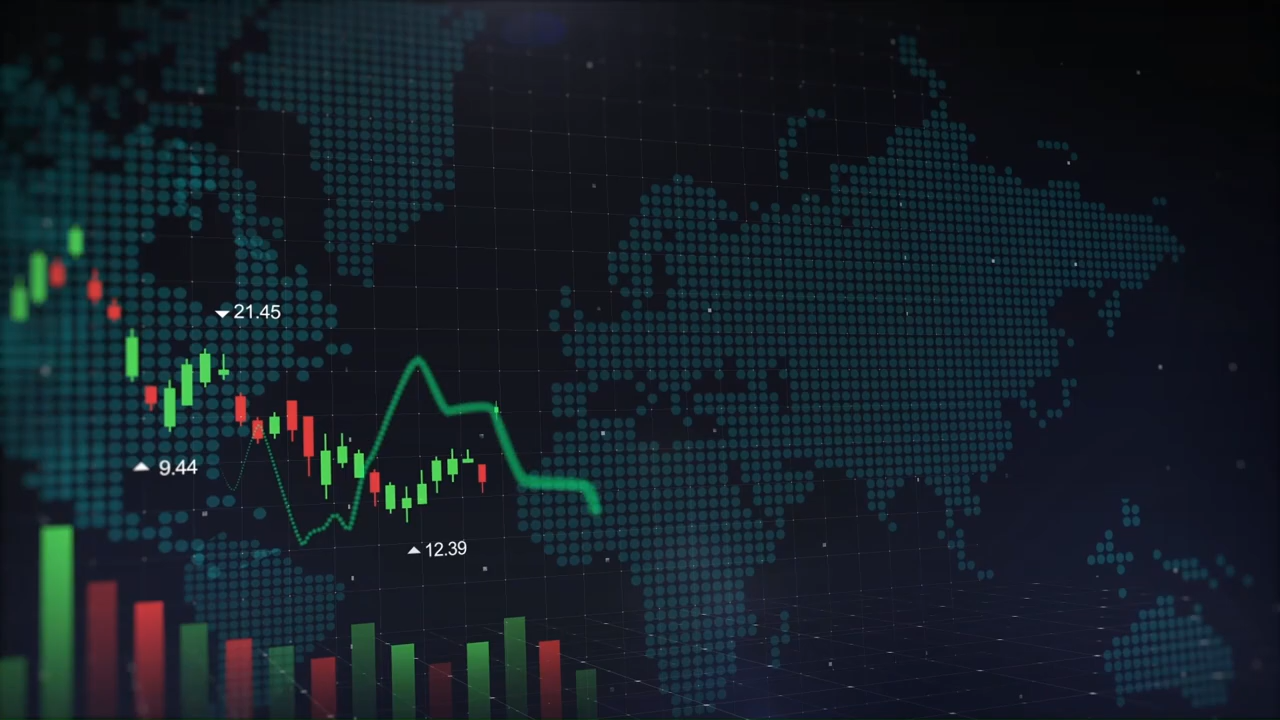 ▼ 21.45
▲ 9.44
▲ 12.39